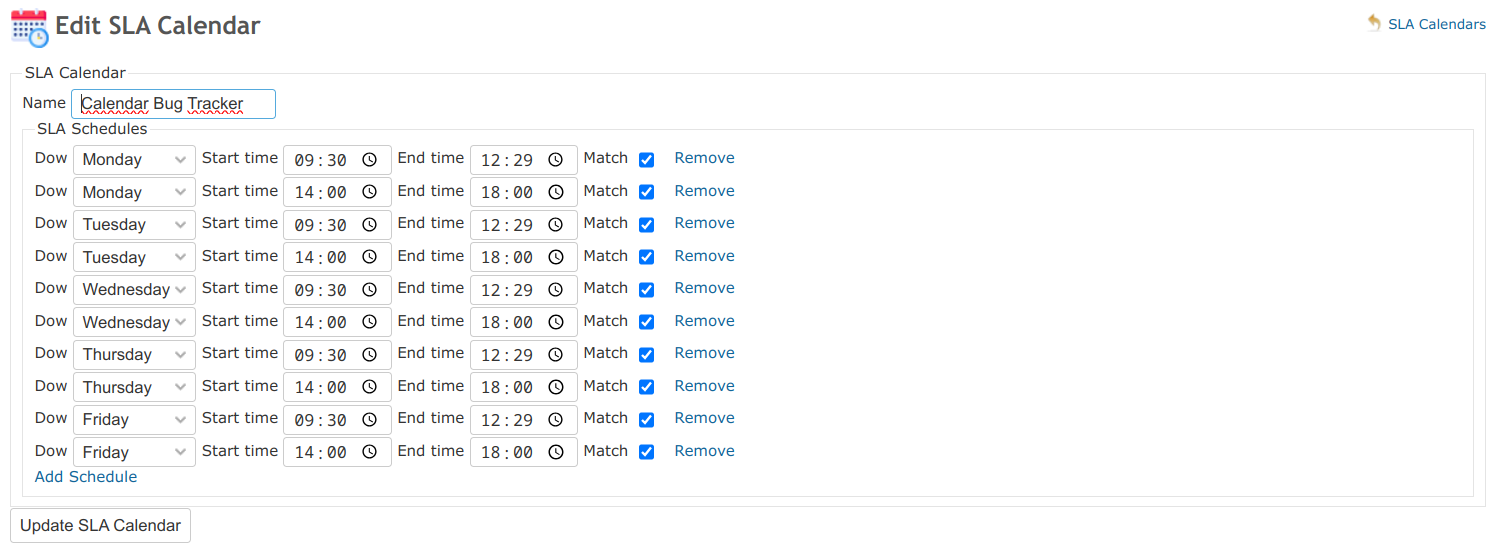 Edit SLA Calendar
SLA Calendars
SLA Calendar
Name Calendar Bug Tracker
SLA Schedules
Dow Monday Start time 09:30 End time 12:29 Match Remove
Dow Monday Start time 14:00 End time 18:00 Match Remove
Dow Tuesday Start time 09:30 End time 12:29 Match Remove
Dow Tuesday Start time 14:00 End time 18:00 Match Remove
Dow Wednesday Start time 09:30 End time 12:29 Match Remove
Dow Wednesday Start time 14:00 End time 18:00 Match Remove
Dow Thursday Start time 09:30 End time 12:29 Match Remove
Dow Thursday Start time 14:00 End time 18:00 Match Remove
Dow Friday Start time 09:30 End time 12:29 Match Remove
Dow Friday Start time 14:00 End time 18:00 Match Remove
Add Schedule
Update SLA Calendar